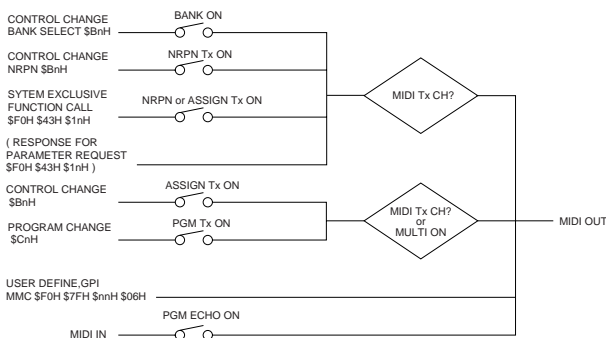 CONTROL CHANGE
BANK SELECT $BnH
BANK ON
CONTROL CHANGE
NRPN $BnH
NRPN Tx ON
SYTEM EXCLUSIVE
FUNCTION CALL
$F0H $43H $1nH
NRPN or ASSIGN Tx ON
MIDI Tx CH?
( RESPONSE FOR
PARAMETER REQUEST
$F0H $43H $1nH )
CONTROL CHANGE
$BnH
ASSIGN Tx ON
PROGRAM CHANGE
$CnH
PGM Tx ON
MIDI Tx CH?
or
MULTI ON
MIDI OUT
USER DEFINE,GPI
MMC $F0H $7FH $nnH $06H
PGM ECHO ON
MIDI IN